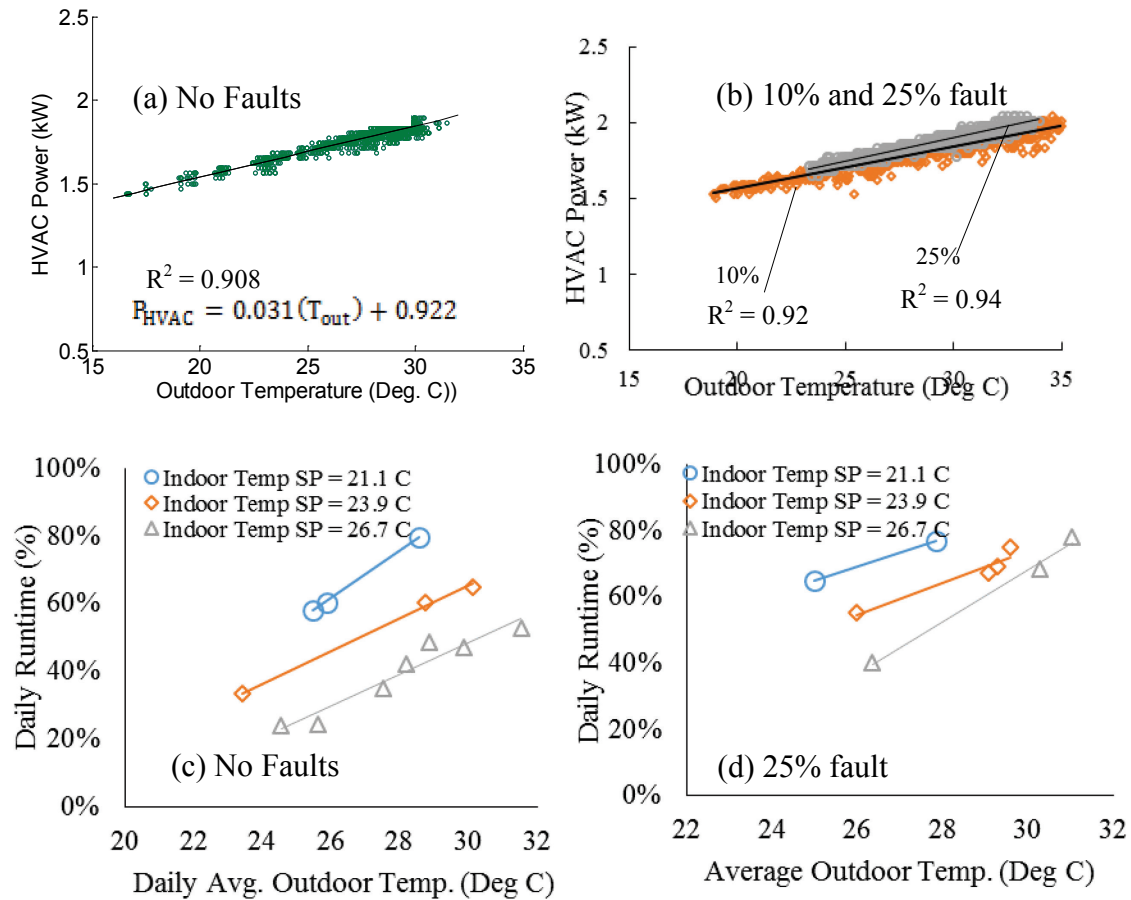 2.5
2
1.5
1
0.5
HVAC Power (kW)
(a) No Faults
R² = 0.908
P_HVAC = 0.031(T_out) + 0.922
15 20 25 30 35
Outdoor Temperature (Deg. C))
2.5
2
1.5
1
0.5
HVAC Power (kW)
(b) 10% and 25% fault
10%
R² = 0.92
25%
R² = 0.94
15 20 25 30 35
Outdoor Temperature (Deg C)
100%
80%
60%
40%
20%
0%
Daily Runtime (%)
Indoor Temp SP = 21.1 C
Indoor Temp SP = 23.9 C
Indoor Temp SP = 26.7 C
(c) No Faults
20 22 24 26 28 30 32
Daily Avg. Outdoor Temp. (Deg C)
100%
80%
60%
40%
20%
0%
Daily Runtime (%)
Indoor Temp SP = 21.1 C
Indoor Temp SP = 23.9 C
Indoor Temp SP = 26.7 C
(d) 25% fault
22 24 26 28 30 32
Average Outdoor Temp. (Deg C)